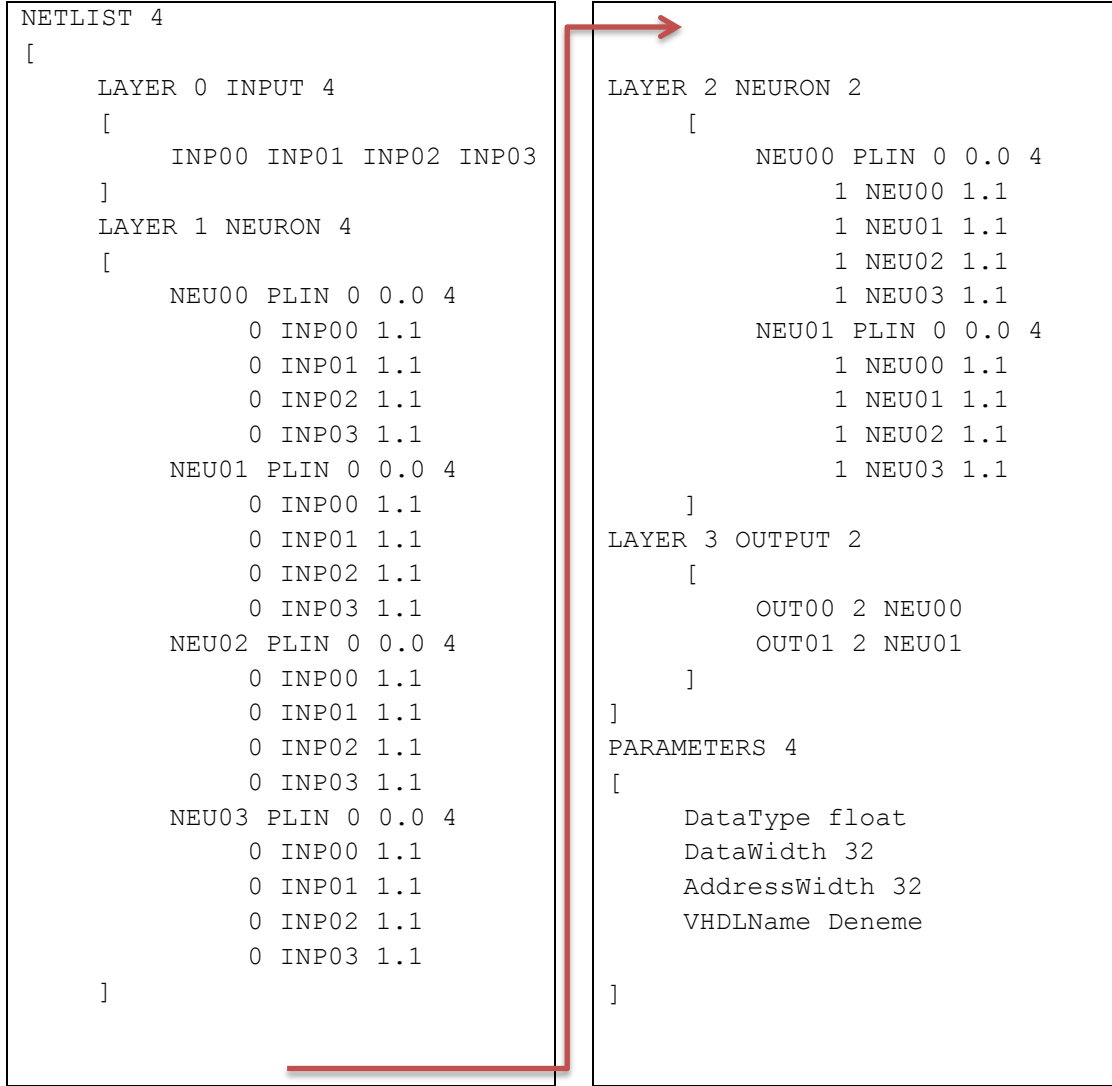 NETLIST 4
[
LAYER 0 INPUT 4
[
INP00 INP01 INP02 INP03
]
LAYER 1 NEURON 4
[
NEU00 PLIN 0 0.0 4
0 INP00 1.1
0 INP01 1.1
0 INP02 1.1
0 INP03 1.1
NEU01 PLIN 0 0.0 4
0 INP00 1.1
0 INP01 1.1
0 INP02 1.1
0 INP03 1.1
NEU02 PLIN 0 0.0 4
0 INP00 1.1
0 INP01 1.1
0 INP02 1.1
0 INP03 1.1
NEU03 PLIN 0 0.0 4
0 INP00 1.1
0 INP01 1.1
0 INP02 1.1
0 INP03 1.1
]
LAYER 2 NEURON 2
[
NEU00 PLIN 0 0.0 4
1 NEU00 1.1
1 NEU01 1.1
1 NEU02 1.1
1 NEU03 1.1
NEU01 PLIN 0 0.0 4
1 NEU00 1.1
1 NEU01 1.1
1 NEU02 1.1
1 NEU03 1.1
]
LAYER 3 OUTPUT 2
[
OUT00 2 NEU00
OUT01 2 NEU01
]
]
PARAMETERS 4
[
DataType float
DataWidth 32
AddressWidth 32
VHDLName Deneme
]